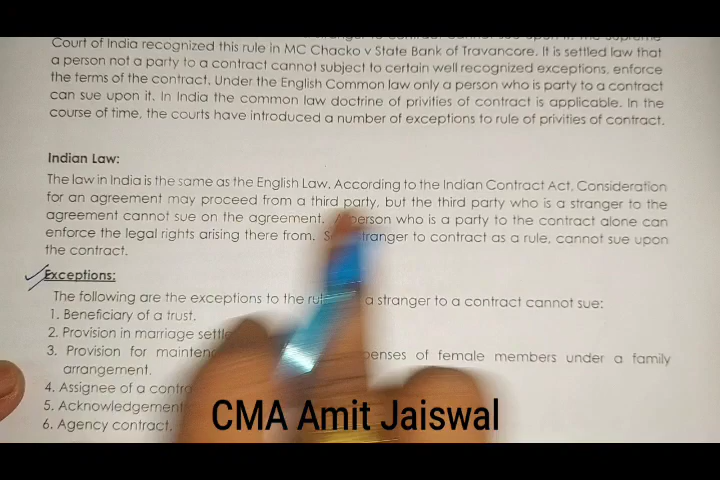 stranger to contract cannot sue upon it. The Supreme
Court of India recognized this rule in MC Chacko v State Bank of Travancore. It is settled law that
a person not a party to a contract cannot subject to certain well recognized exceptions, enforce
the terms of the contract. Under the English Common law only a person who is party to a contract
can sue upon it. In India the common law doctrine of privities of contract is applicable. In the
course of time, the courts have introduced a number of exceptions to rule of privities of contract.
Indian Law:
The law in India is the same as the English Law. According to the Indian Contract Act, Consideration
for an agreement may proceed from a third party, but the third party who is a stranger to the
agreement cannot sue on the agreement. A person who is a party to the contract alone can
enforce the legal rights arising there from. stranger to contract as a rule, cannot sue upon
the contract.
Exceptions:
The following are the exceptions to the a stranger to a contract cannot sue:
1. Beneficiary of a trust.
2. Provision in marriage
3. Provision for of female members under a family
arrangement.
4. Assignee of a
5. Acknowledgement
6. Agency contract.
CMA Amit Jaiswal